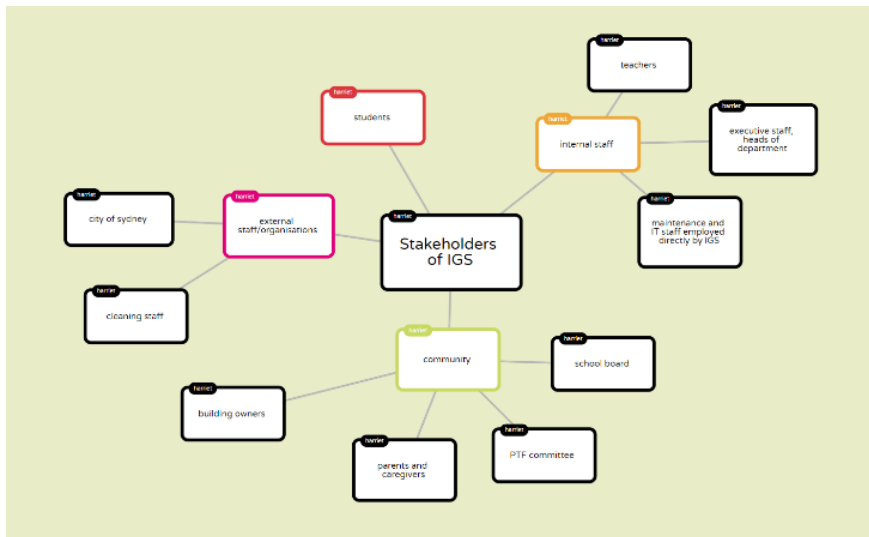 harriet
teachers
harriet
students
harriet
executive staff,
heads of
department
harriet
internal staff
harriet
city of sydney
harriet
external
staff/organisations
harriet
maintenance and
IT staff employed
directly by IGS
harriet
Stakeholders
of IGS
harriet
cleaning staff
harriet
community
harriet
school board
harriet
building owners
harriet
parents and
caregivers
harriet
PTF committee